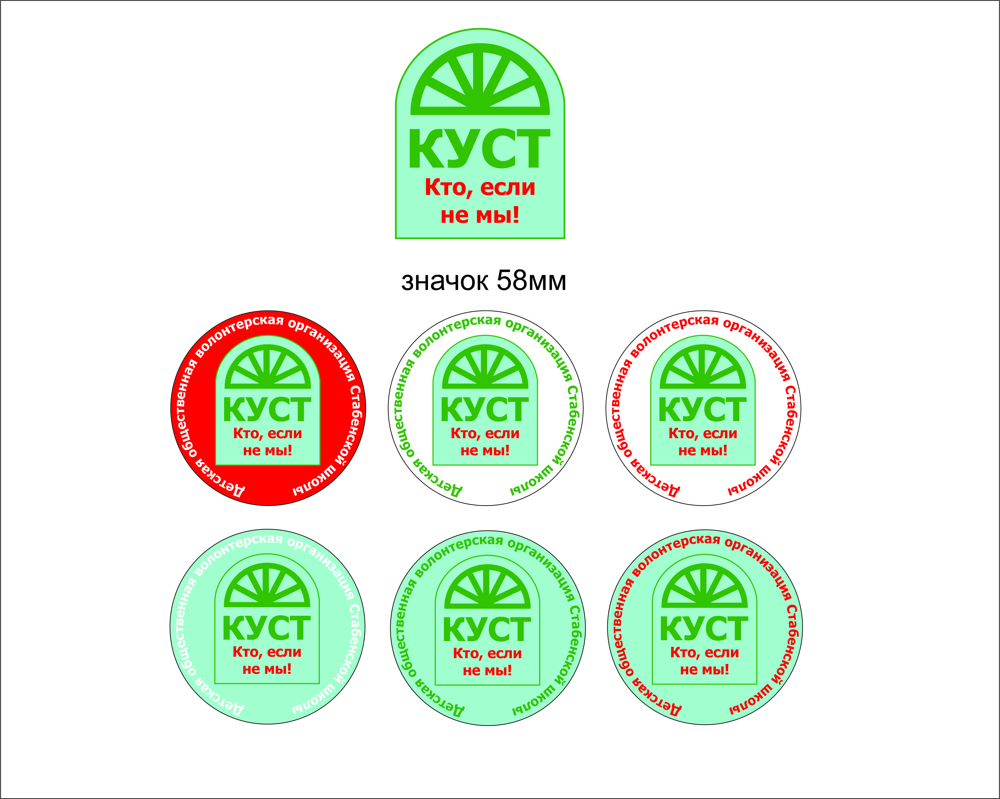 КУСТ
Кто, если
не мы!
значок 58мм
Детская общественная волонтерская организация Стабенской школы
КУСТ
Кто, если
не мы!
Детская общественная волонтерская организация Стабенской школы
КУСТ
Кто, если
не мы!
Детская общественная волонтерская организация Стабенской школы
КУСТ
Кто, если
не мы!
Детская общественная волонтерская организация Стабенской школы
КУСТ
Кто, если
не мы!
Детская общественная волонтерская организация Стабенской школы
КУСТ
Кто, если
не мы!
Детская общественная волонтерская организация Стабенской школы
КУСТ
Кто, если
не мы!